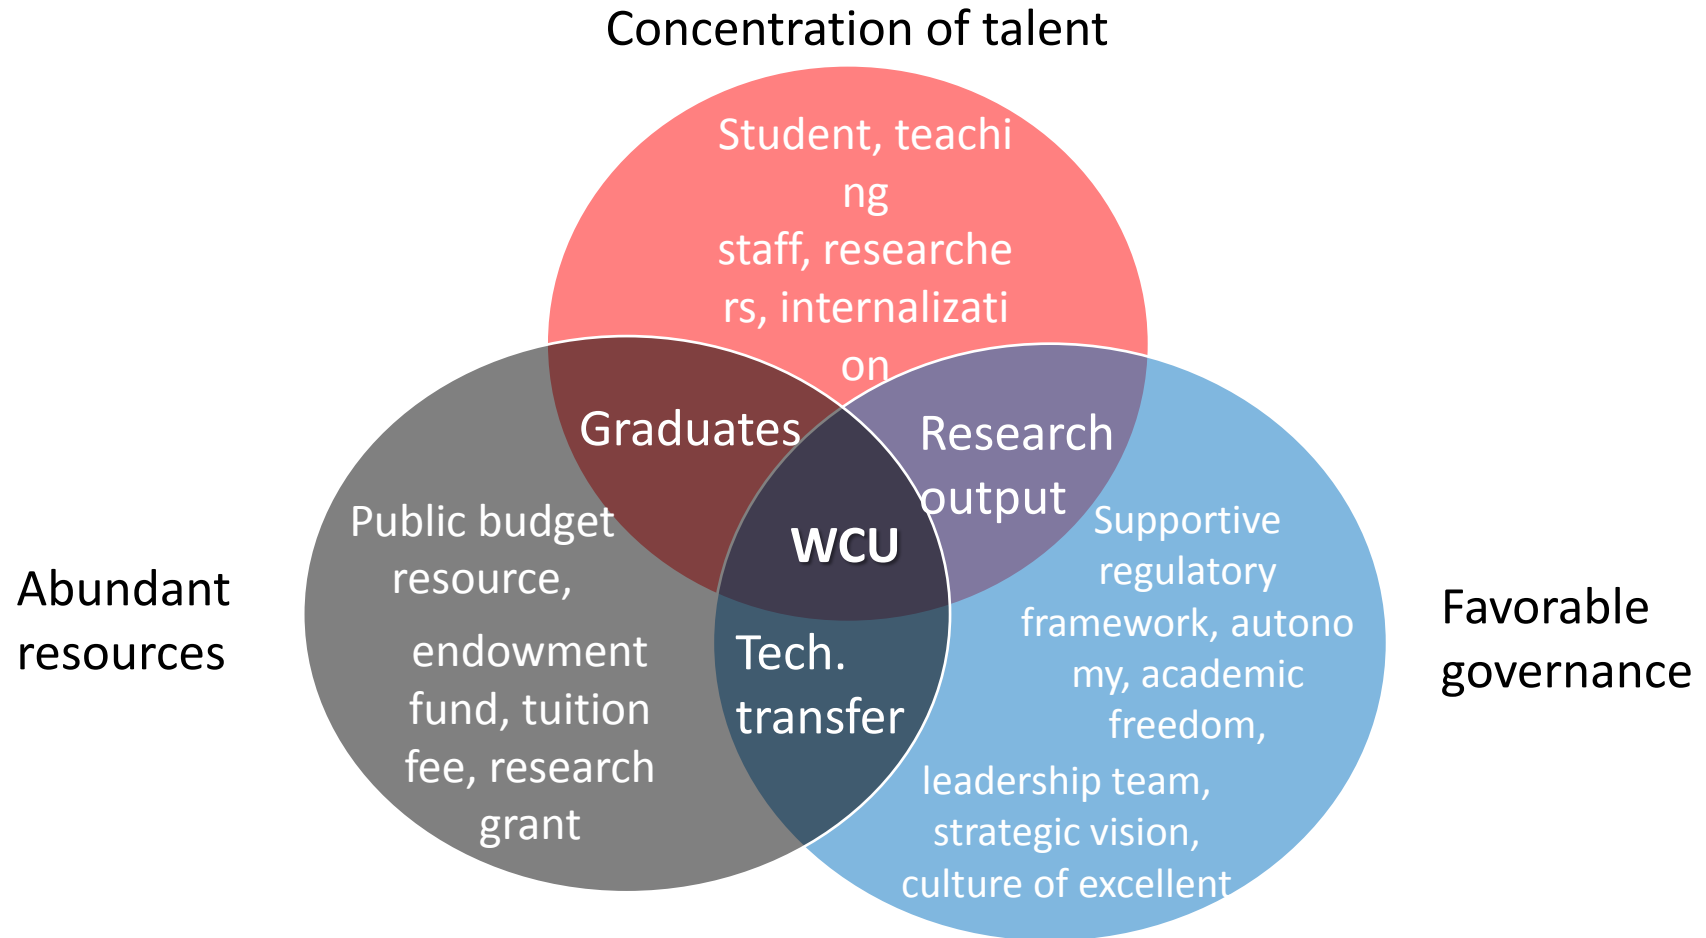 Concentration of talent
Student, teachi
ng
staff, researche
rs, internalizati
on
Graduates
Research
output
WCU
Public budget
resource,
endowment
fund, tuition
fee, research
grant
Abundant
resources
Tech.
transfer
Supportive
regulatory
framework, autono
my, academic
freedom,
leadership team,
strategic vision,
culture of excellent
Favorable
governance